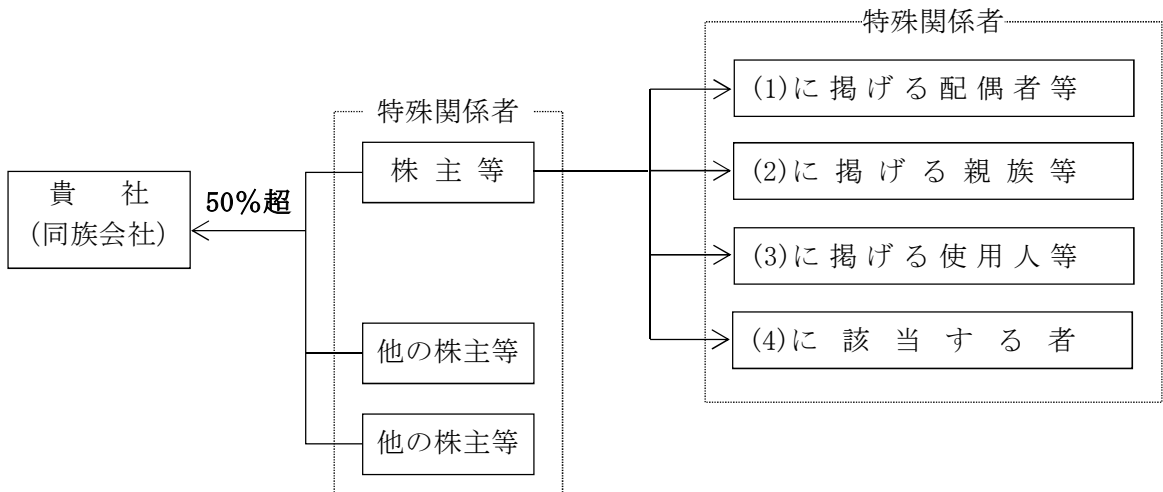 特殊関係者
(1)に掲げる配偶者等
特殊関係者
株主等
(2)に掲げる親族等
貴社
(同族会社)
50％超
(3)に掲げる使用人等
他の株主等
(4)に該当する者
他の株主等